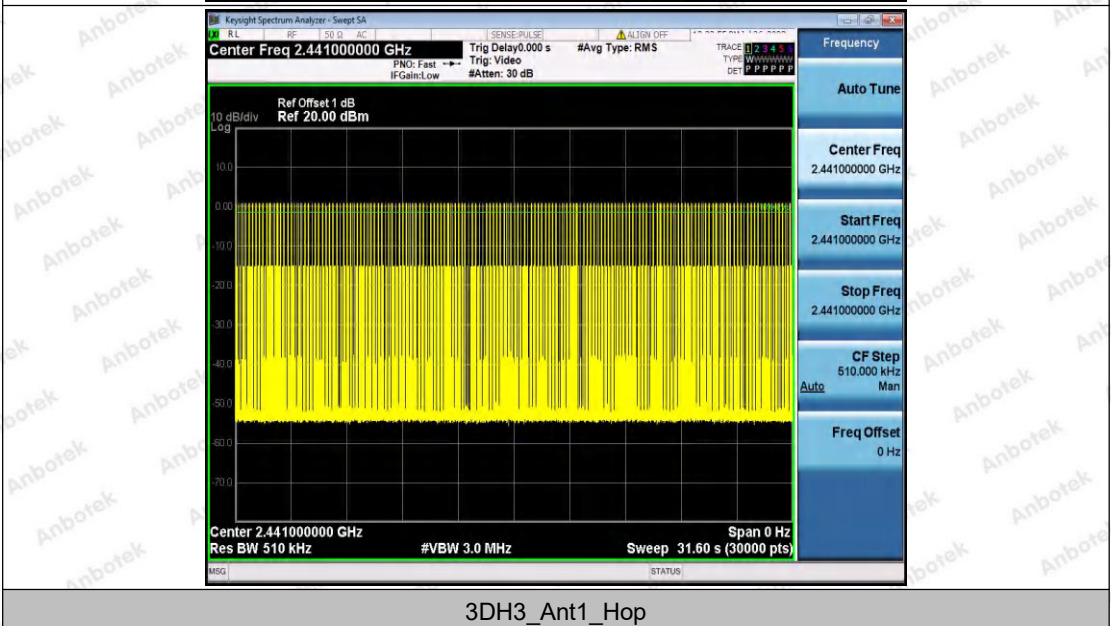 Keysight Spectrum Analyzer - Swept SA
RL RF 50 Ω AC SENSE:PULSE ALIGN OFF
Center Freq 2.441000000 GHz
PNO: Fast
IFGain:Low
Trig Delay0.000 s
Trig: Video
#Atten: 30 dB
#Avg Type: RMS
TRACE 1 2 3 4 5 6
TYPE WWWWWW
DET P P P P P P
Frequency
Auto Tune
Center Freq
2.441000000 GHz
Start Freq
2.441000000 GHz
Stop Freq
2.441000000 GHz
CF Step
510.000 kHz
Auto Man
Freq Offset
0 Hz
Ref Offset 1 dB
10 dB/div Ref 20.00 dBm
Log
10.0
0.00
-10.0
-20.0
-30.0
-40.0
-50.0
-60.0
-70.0
Center 2.441000000 GHz Span 0 Hz
Res BW 510 kHz #VBW 3.0 MHz Sweep 31.60 s (30000 pts)
MSG STATUS
3DH3_Ant1_Hop
Anbotek